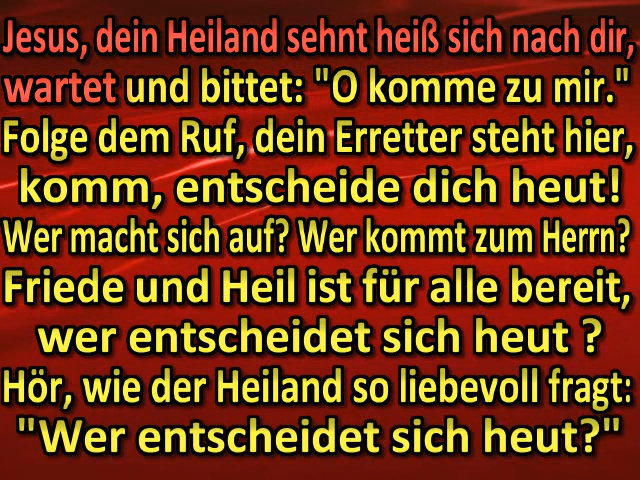 Jesus, dein Heiland sehnt heiß sich nach dir,
wartet und bittet: "O komme zu mir."
Folge dem Ruf, dein Erretter steht hier,
komm, entscheide dich heut!
Wer macht sich auf? Wer kommt zum Herrn?
Friede und Heil ist für alle bereit,
wer entscheidet sich heut ?
Hör, wie der Heiland so liebevoll fragt:
"Wer entscheidet sich heut?"